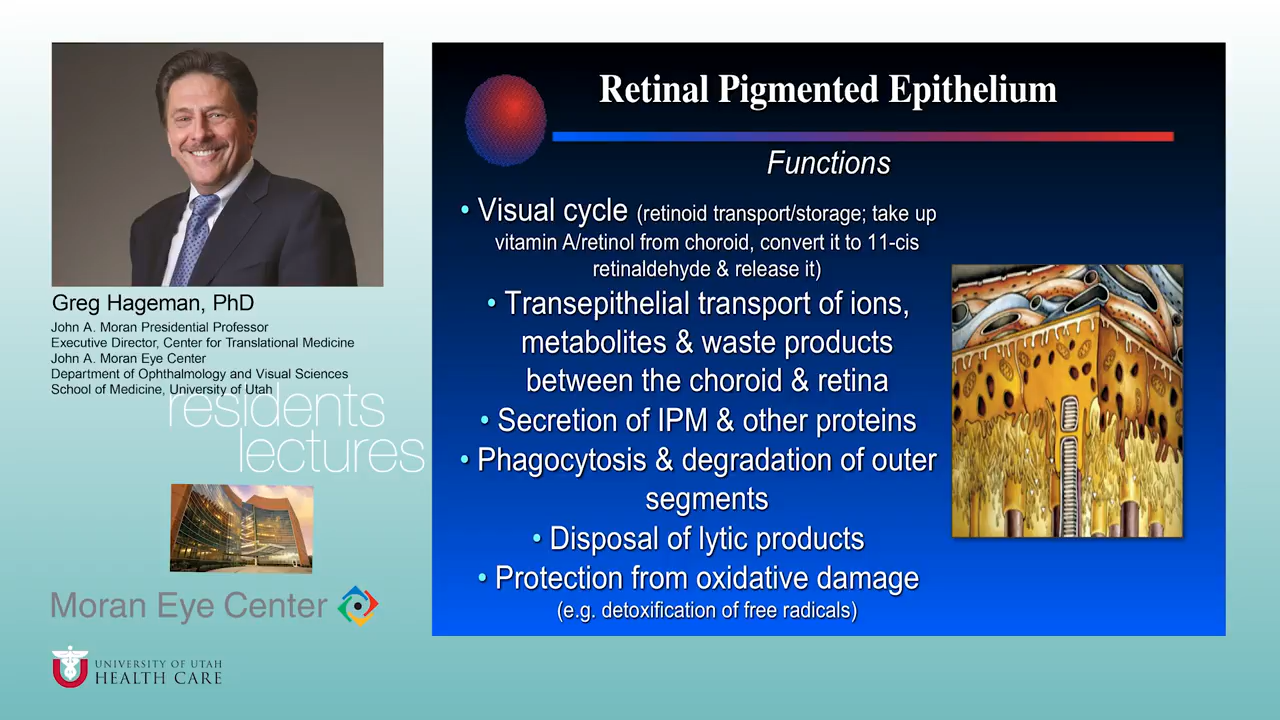 Greg Hageman, PhD
John A. Moran Presidential Professor
Executive Director, Center for Translational Medicine
John A. Moran Eye Center
Department of Ophthalmology and Visual Sciences
School of Medicine, University of Utah
residents
lectures
Moran Eye Center
UNIVERSITY OF UTAH
HEALTH CARE
Retinal Pigmented Epithelium
Functions
• Visual cycle (retinoid transport/storage; take up
vitamin A/retinol from choroid, convert it to 11-cis
retinaldehyde & release it)
• Transepithelial transport of ions,
metabolites & waste products
between the choroid & retina
• Secretion of IPM & other proteins
• Phagocytosis & degradation of outer
segments
• Disposal of lytic products
• Protection from oxidative damage
(e.g. detoxification of free radicals)